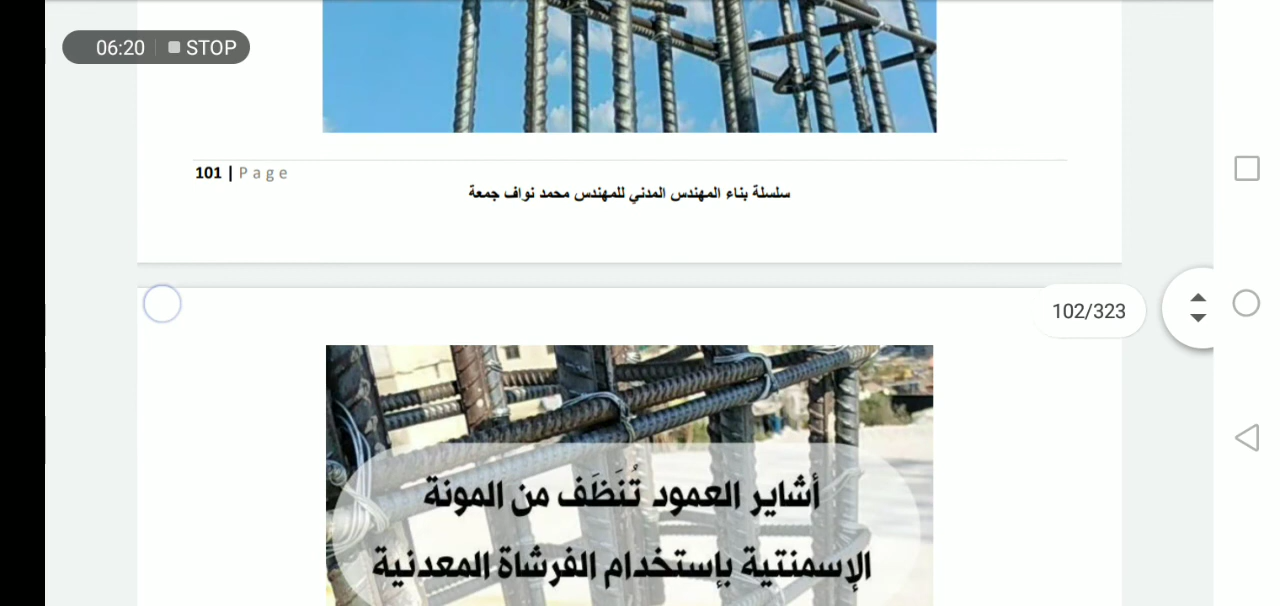 06:20 STOP
101 | Page
سلسلة بناء المهندس المدني للمهندس محمد نواف جمعة
102/323
أشاير العمود تُنَظَف من المونة
الإسمنتية بإستخدام الفرشاة المعدنية